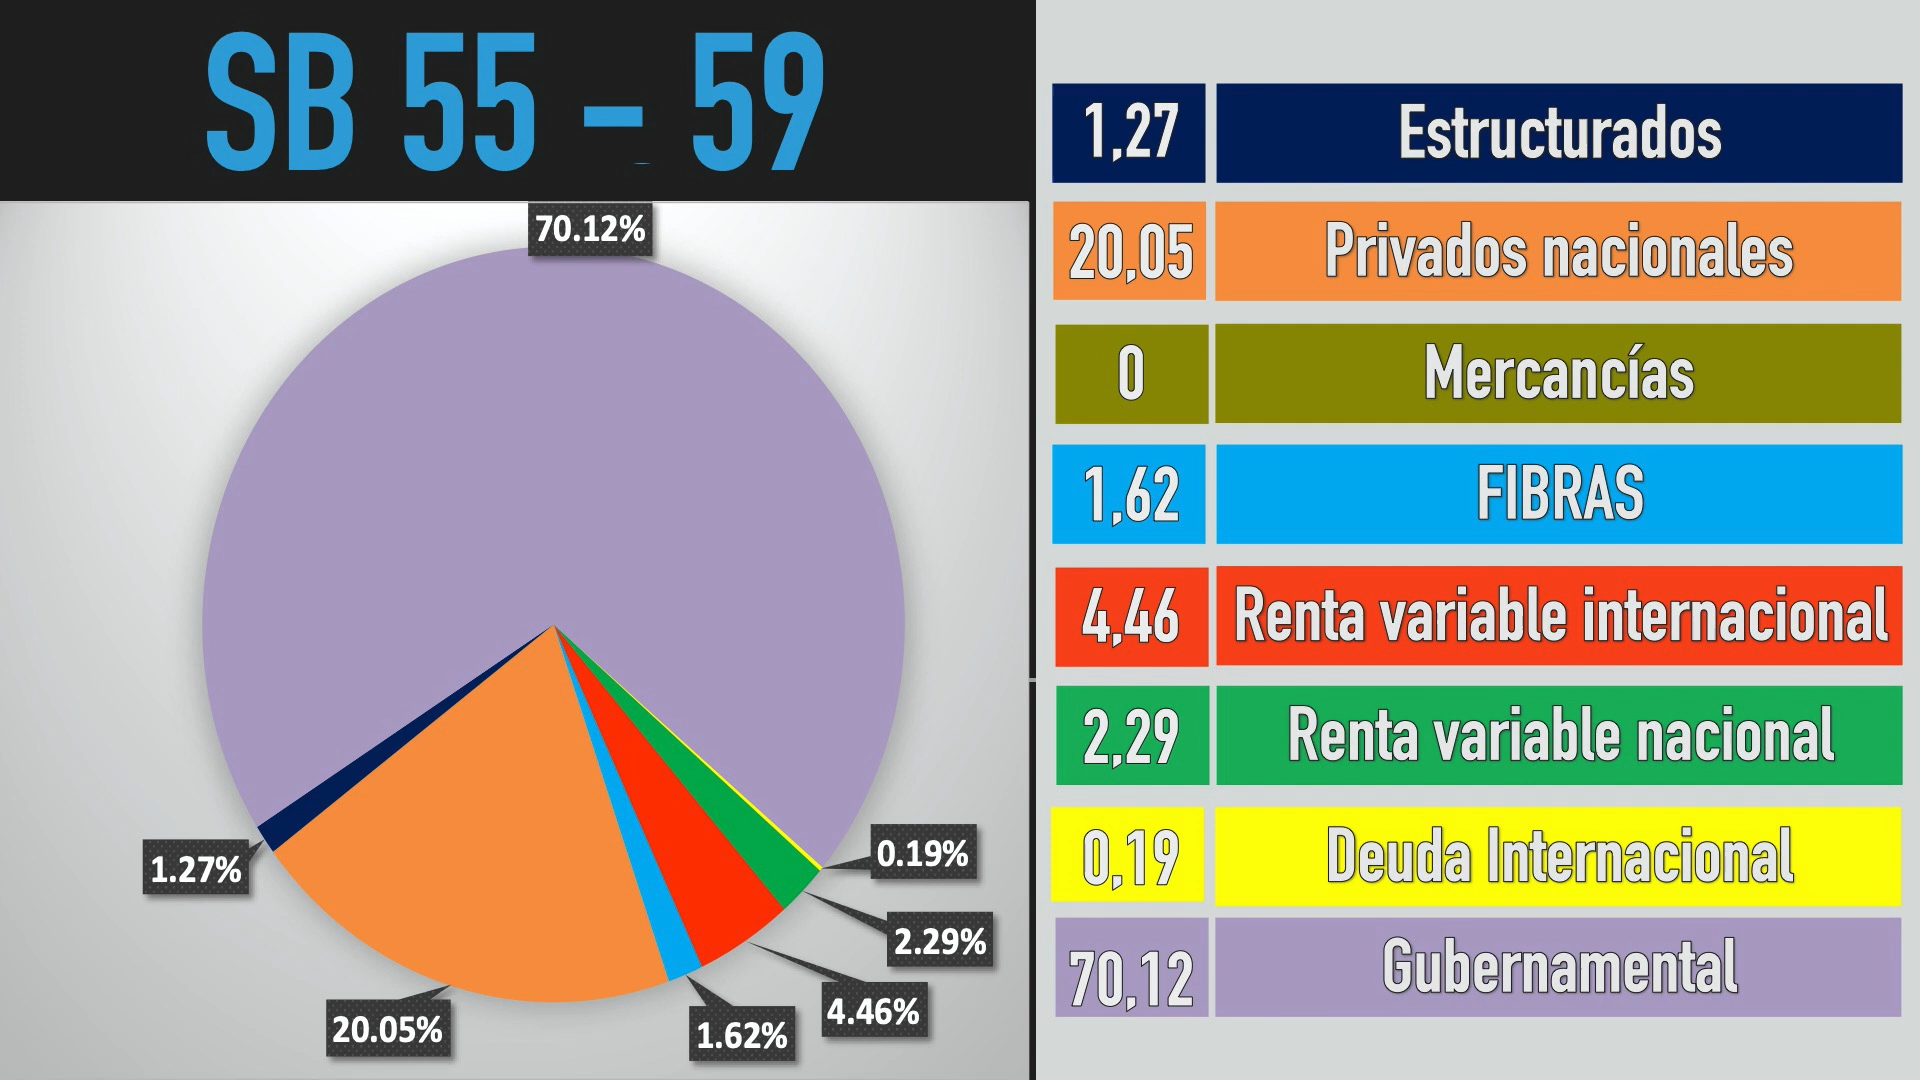 SB 55 - 59
70.12%
1.27%
20.05%
1.62%
4.46%
2.29%
0.19%
1,27 Estructurados
20,05 Privados nacionales
0 Mercancías
1,62 FIBRAS
4,46 Renta variable internacional
2,29 Renta variable nacional
0,19 Deuda Internacional
70,12 Gubernamental